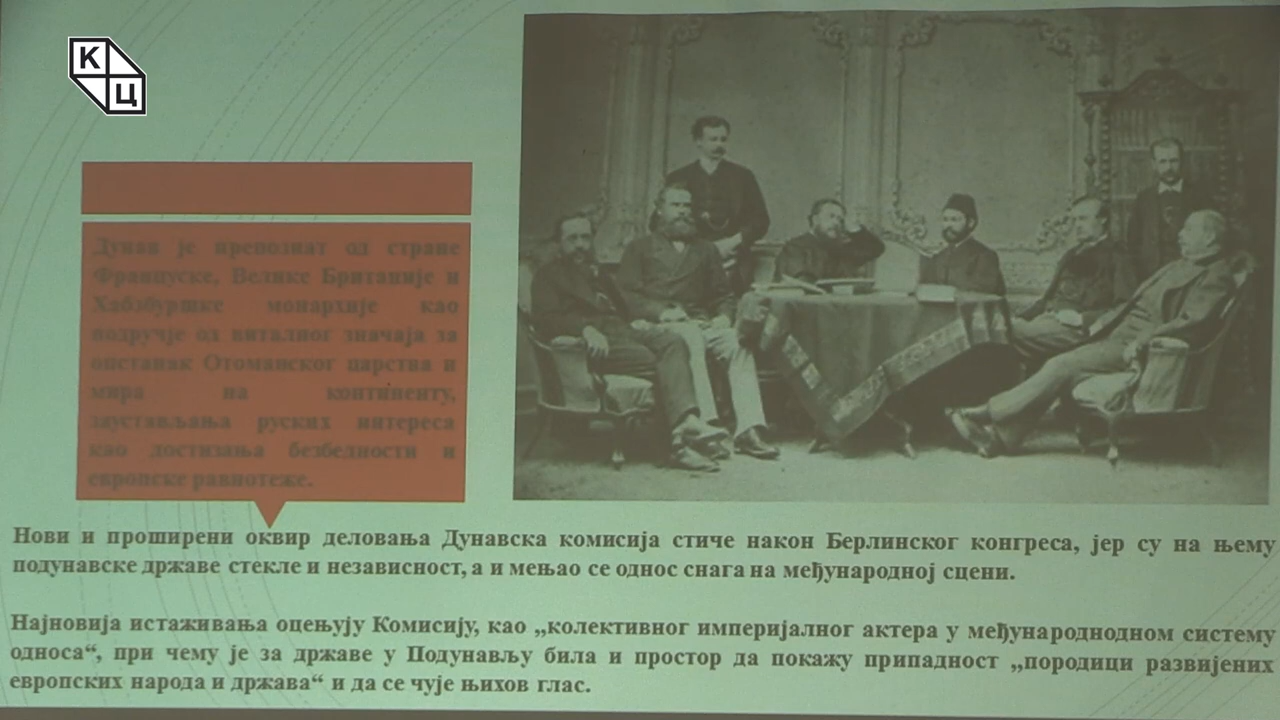 К
Ц
Дунав је препознат од стране
Француске, Велике Британије и
Хабзбуршке монархије као
подручје од виталног значаја за
опстанак Отоманског царства и
мира на континенту,
заустављања руских интереса
као достизања безбедности и
европске равнотеже.
Нови и проширени оквир деловања Дунавска комисија стиче након Берлинског конгреса, јер су на њему
подунавске државе стекле и независност, а и мењао се однос снага на међународној сцени.
Најновија истаживања оцењују Комисију, као „колективног империјалног актера у међународнодном систему
односа“, при чему је за државе у Подунављу била и простор да покажу припадност „породици развијених
европских народа и држава“ и да се чује њихов глас.